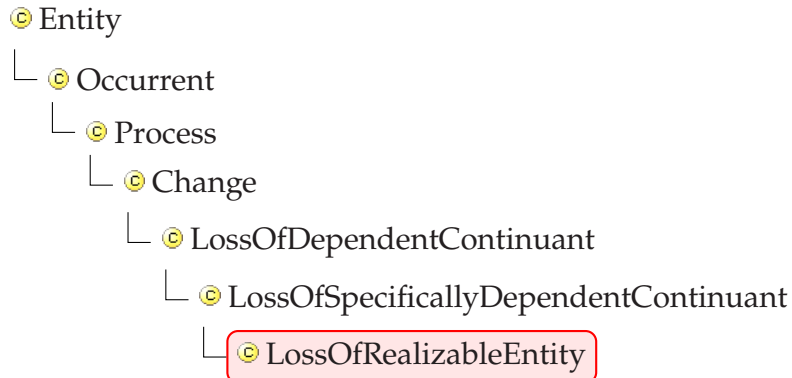 Entity
Occurrent
Process
Change
LossOfDependentContinuant
LossOfSpecificallyDependentContinuant
LossOfRealizableEntity